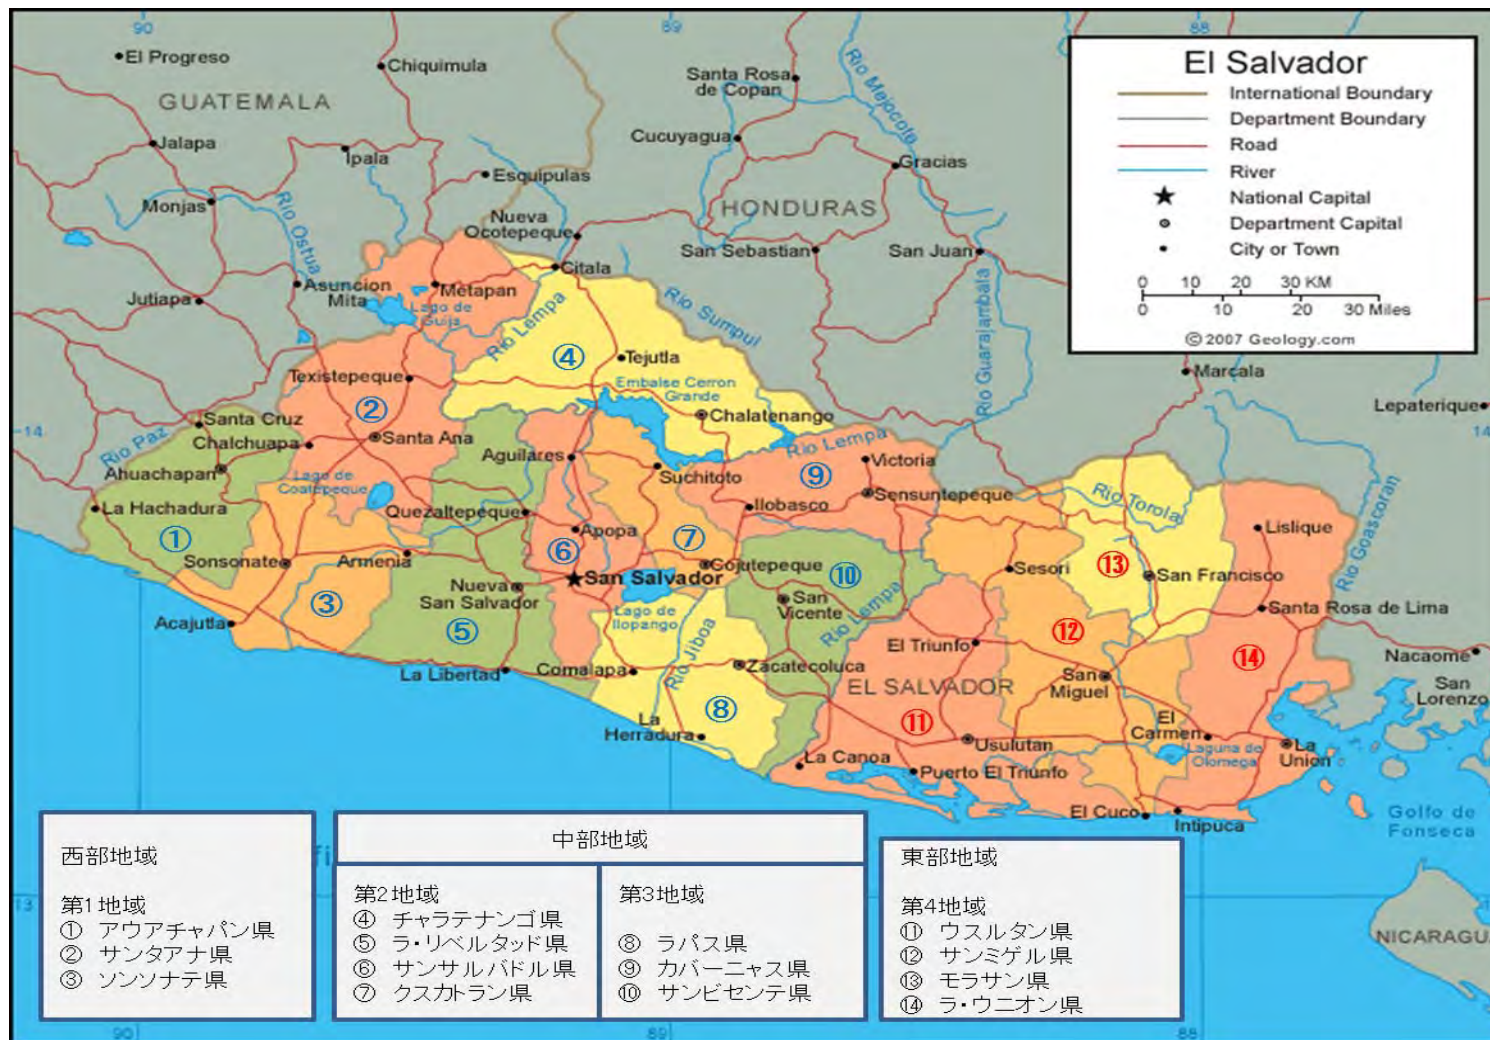 90
89
88
El Salvador
International Boundary
Department Boundary
Road
River
National Capital
Department Capital
City or Town
0 10 20 30 KM
0 10 20 30 Miles
© 2007 Geology.com
El Progreso
Chiquimula
GUATEMALA
Santa Rosa
de Copan
Rio Mejocote
Cucuyagua
Jalapa
Ipala
Gracias
Esquipulas
Monjas
Rio Ostua
Nueva
Ocotepeque
HONDURAS
San Sebastian
San Juan
Citala
Asuncion
Mita
Metapan
Jutiapa
Lago de
Guija
Rio Lempa
Rio Sumpul
Rio Guarajambala
④
Tejutla
Marcala
Texistepeque
Embalse Cerron
Grande
Lepaterique
②
Chalatenango
Santa Cruz
14
14
Rio Paz
Chalchuapa
Santa Ana
Rio Lempa
Ahuachapan
Aguilares
Victoria
Suchitoto
⑨
Lago de
Coatepeque
Sensuntepeque
Rio Torola
Rio Goascoran
La Hachadura
Quezaltepeque
Ilobasco
Lislique
①
Apopa
⑦
⑥
Sonsonate
Armenia
Cojutepeque
⑬
Sesori
San Salvador
⑩
San Francisco
Nueva
San Salvador
San
Vicente
Rio Lempa
③
Lago de
Ilopango
Santa Rosa de Lima
Acajutla
⑤
Rio Jiboa
El Triunfo
⑫
⑭
Nacaome
La Libertad
Comalapa
Zacatecoluca
San
Miguel
EL SALVADOR
San
Lorenzo
⑧
⑪
La
Herradura
El
Carmen
Usulutan
La
Union
La Canoa
Laguna de
Olomega
Puerto El Triunfo
El Cuco
Intipuca
Golfo de
Fonseca
西部地域
第1地域
① アウアチャパン県
② サンタアナ県
③ ソンソナテ県
中部地域
第2地域
④ チャラテナンゴ県
⑤ ラ・リベルタッド県
⑥ サンサルバドル県
⑦ クスカトラン県
第3地域
⑧ ラパス県
⑨ カバーニャス県
⑩ サンビセンテ県
東部地域
第4地域
⑪ ウスルタン県
⑫ サンミゲル県
⑬ モラサン県
⑭ ラ・ウニオン県
13
NICARAGU
90
89
88